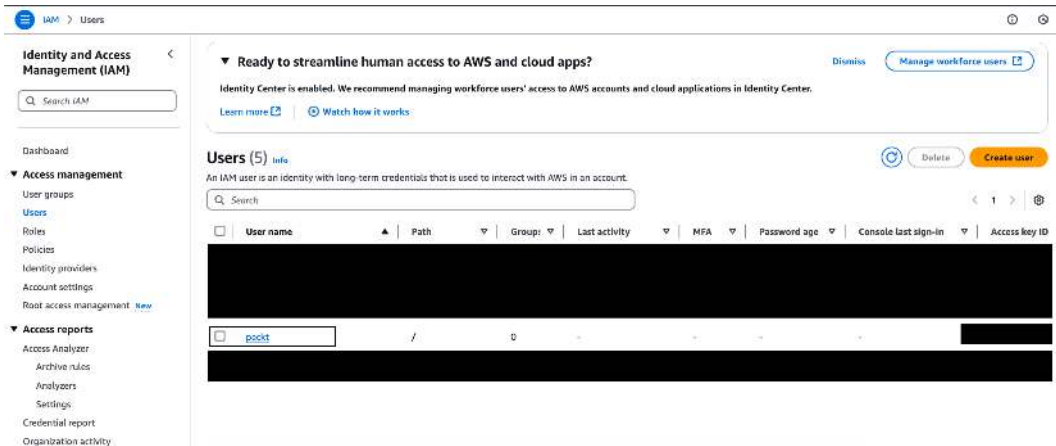 IAM > Users
Identity and Access Management (IAM)
Search IAM
Dashboard
Access management
User groups
Users
Roles
Policies
Identity providers
Account settings
Root access management New
Access reports
Access Analyzer
Archive rules
Analyzers
Settings
Credential report
Organization activity
Ready to streamline human access to AWS and cloud apps?
Dismiss
Manage workforce users
Identity Center is enabled. We recommend managing workforce users' access to AWS accounts and cloud applications in Identity Center.
Learn more
Watch how it works
Users (5) Info
Delete
Create user
An IAM user is an identity with long-term credentials that is used to interact with AWS in an account.
Search
1
User name Path Group: Last activity MFA Password age Console last sign-in Access key ID
packt / 0 - - - -